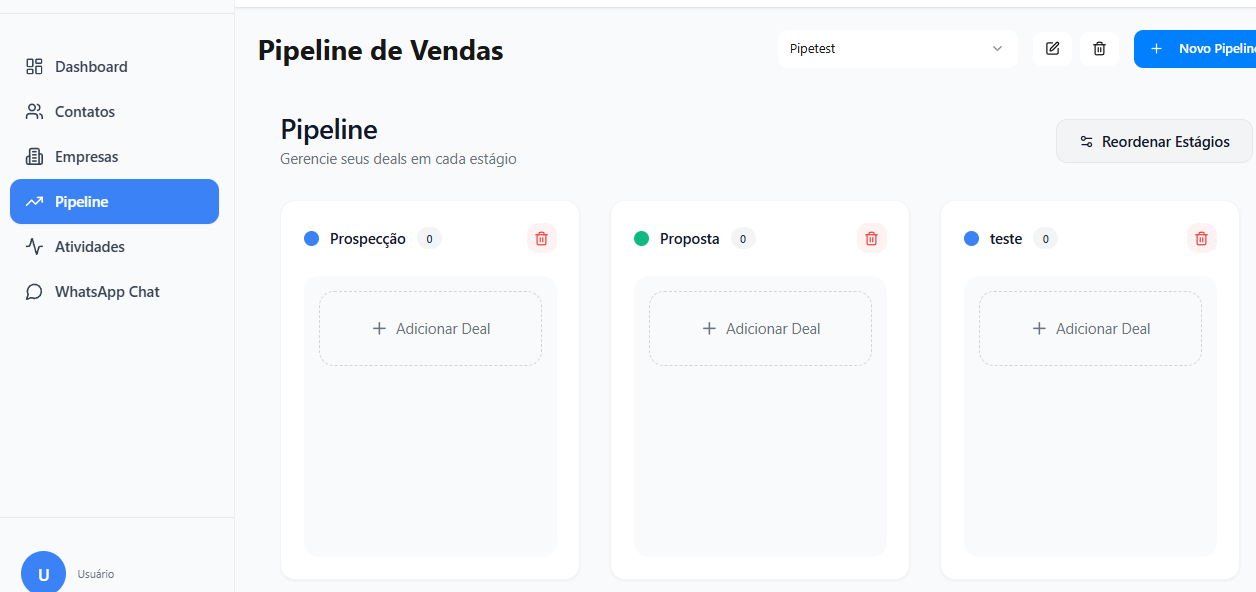 Dashboard
Contatos
Empresas
Pipeline
Atividades
WhatsApp Chat
U
Usuário
Pipeline de Vendas
Pipetest
Novo Pipelin
Pipeline
Gerencie seus deals em cada estágio
Reordenar Estágios
Prospecção 0
Adicionar Deal
Proposta 0
Adicionar Deal
teste 0
Adicionar Deal